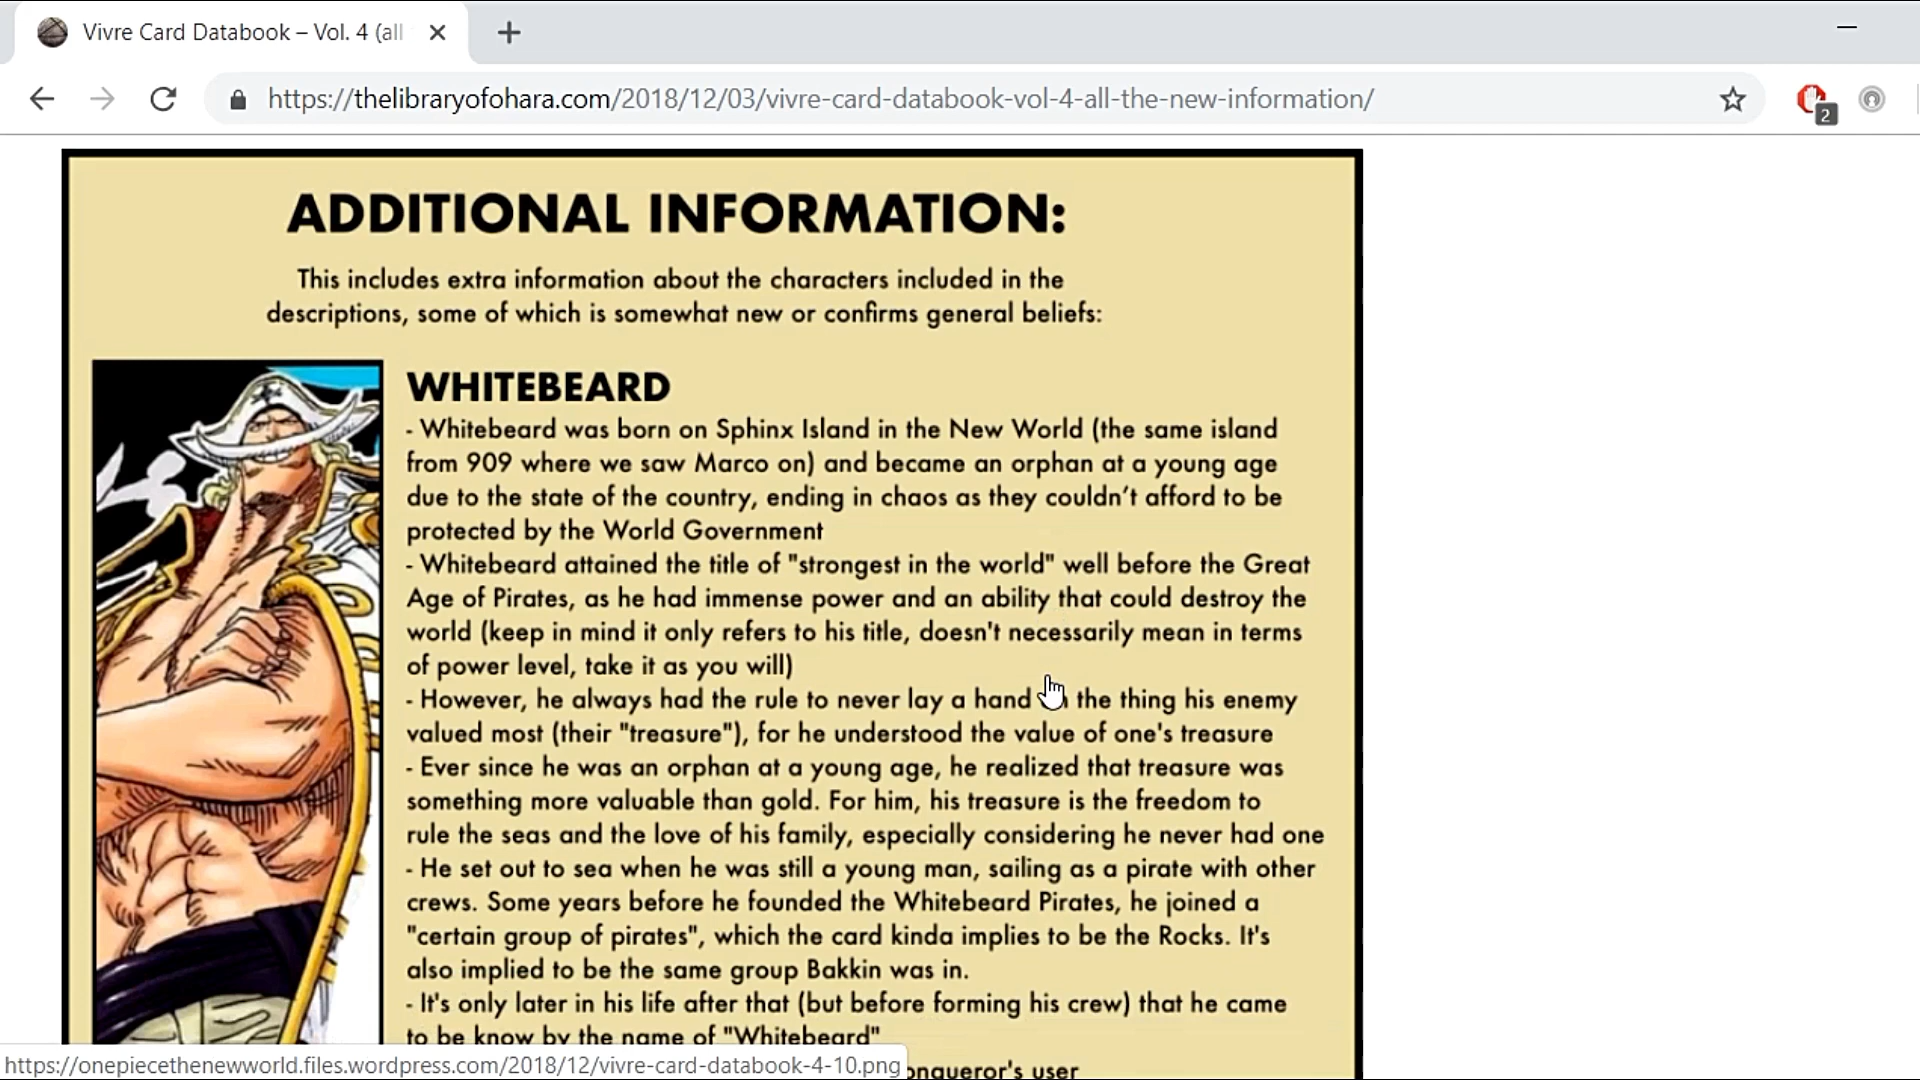 Vivre Card Databook – Vol. 4 (all
https://thelibraryofohara.com/2018/12/03/vivre-card-databook-vol-4-all-the-new-information/
2
ADDITIONAL INFORMATION:
This includes extra information about the characters included in the
descriptions, some of which is somewhat new or confirms general beliefs:
WHITEBEARD
- Whitebeard was born on Sphinx Island in the New World (the same island
from 909 where we saw Marco on) and became an orphan at a young age
due to the state of the country, ending in chaos as they couldn't afford to be
protected by the World Government
- Whitebeard attained the title of "strongest in the world" well before the Great
Age of Pirates, as he had immense power and an ability that could destroy the
world (keep in mind it only refers to his title, doesn't necessarily mean in terms
of power level, take it as you will)
- However, he always had the rule to never lay a hand the thing his enemy
valued most (their "treasure"), for he understood the value of one's treasure
- Ever since he was an orphan at a young age, he realized that treasure was
something more valuable than gold. For him, his treasure is the freedom to
rule the seas and the love of his family, especially considering he never had one
- He set out to sea when he was still a young man, sailing as a pirate with other
crews. Some years before he founded the Whitebeard Pirates, he joined a
"certain group of pirates", which the card kinda implies to be the Rocks. It's
also implied to be the same group Bakkin was in.
- It's only later in his life after that (but before forming his crew) that he came
to be know by the name of "Whitebeard"
https://onepiecethenewworld.files.wordpress.com/2018/12/vivre-card-databook-4-10.png
onqueror's user